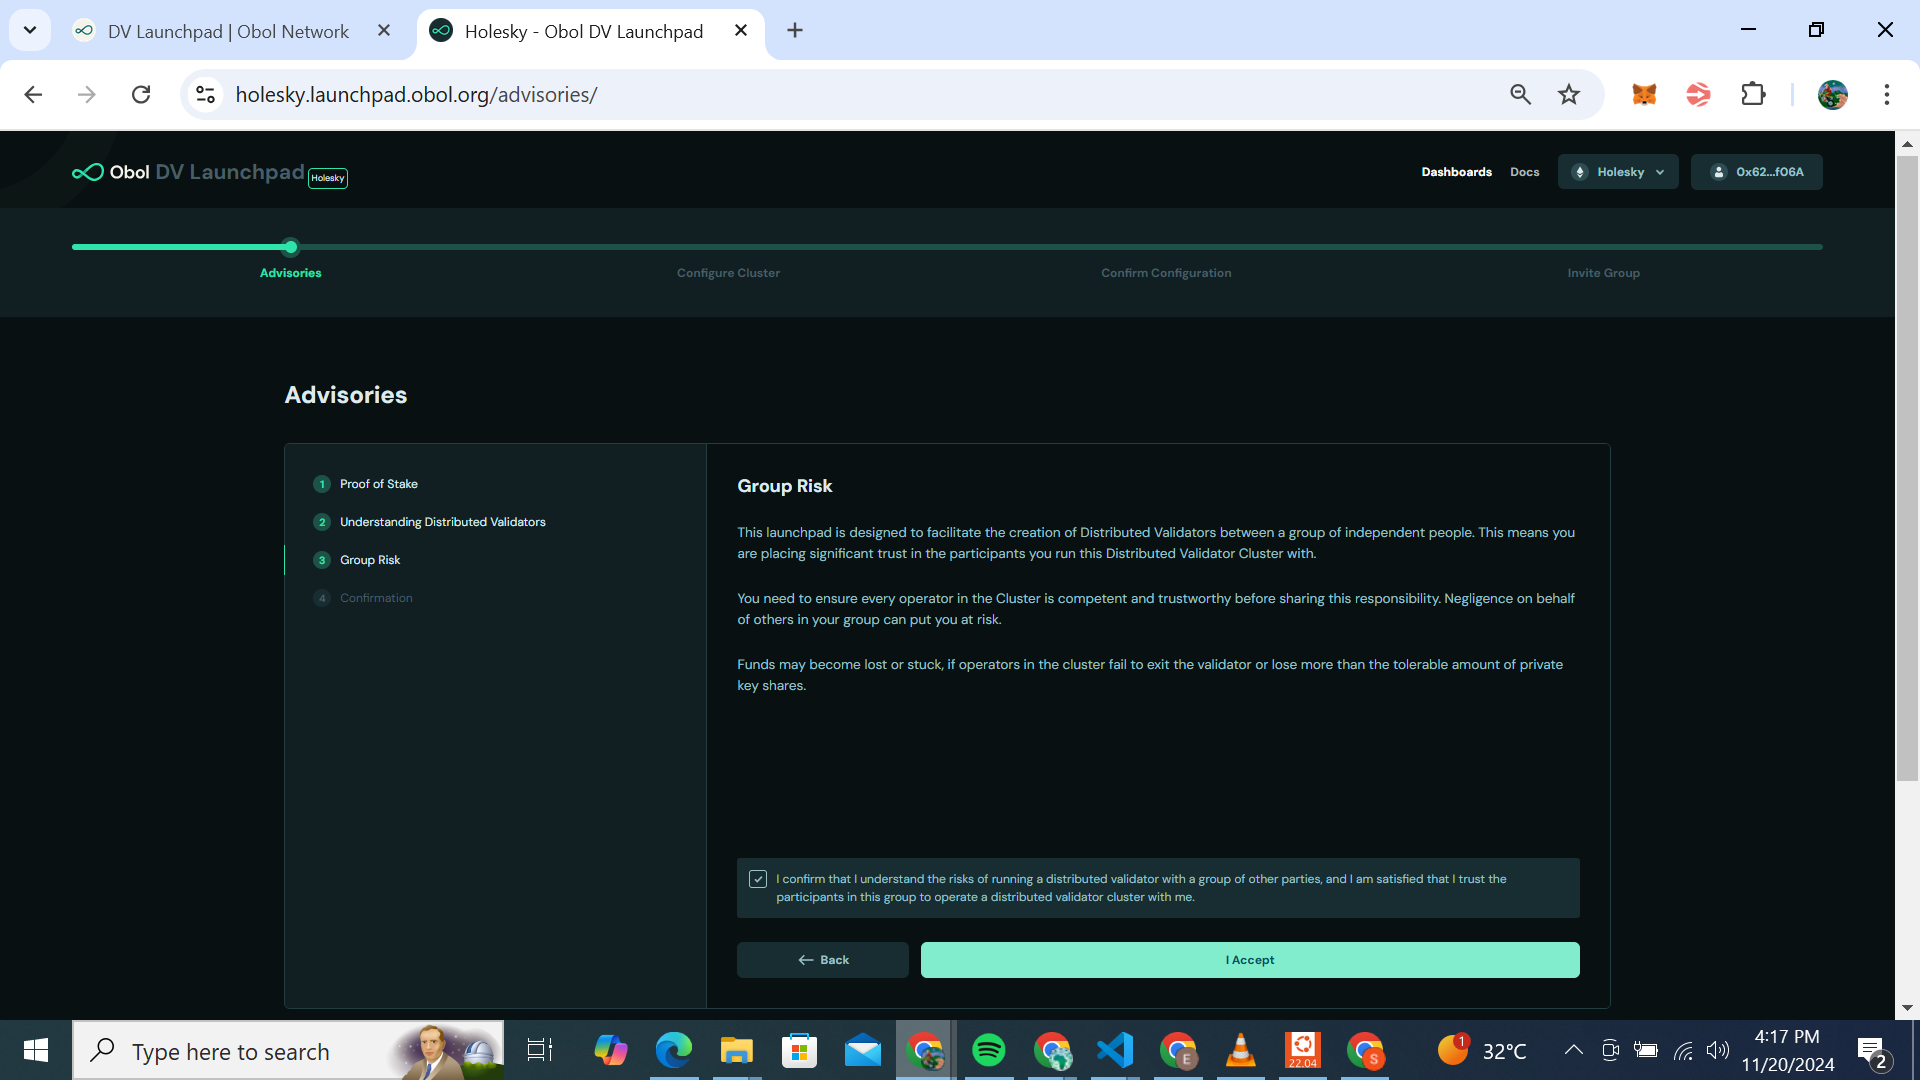 DV Launchpad | Obol Network
Holesky - Obol DV Launchpad
holesky.launchpad.obol.org/advisories/
Obol DV Launchpad Holesky
Dashboards
Docs
Holesky
0x62...f06A
Advisories
Configure Cluster
Confirm Configuration
Invite Group
Advisories
1 Proof of Stake
2 Understanding Distributed Validators
3 Group Risk
4 Confirmation
Group Risk
This launchpad is designed to facilitate the creation of Distributed Validators between a group of independent people. This means you
are placing significant trust in the participants you run this Distributed Validator Cluster with.
You need to ensure every operator in the Cluster is competent and trustworthy before sharing this responsibility. Negligence on behalf
of others in your group can put you at risk.
Funds may become lost or stuck, if operators in the cluster fail to exit the validator or lose more than the tolerable amount of private
key shares.
I confirm that I understand the risks of running a distributed validator with a group of other parties, and I am satisfied that I trust the
participants in this group to operate a distributed validator cluster with me.
Back
I Accept
Type here to search
E
22.04
S
1
32°C
4:17 PM
11/20/2024
2